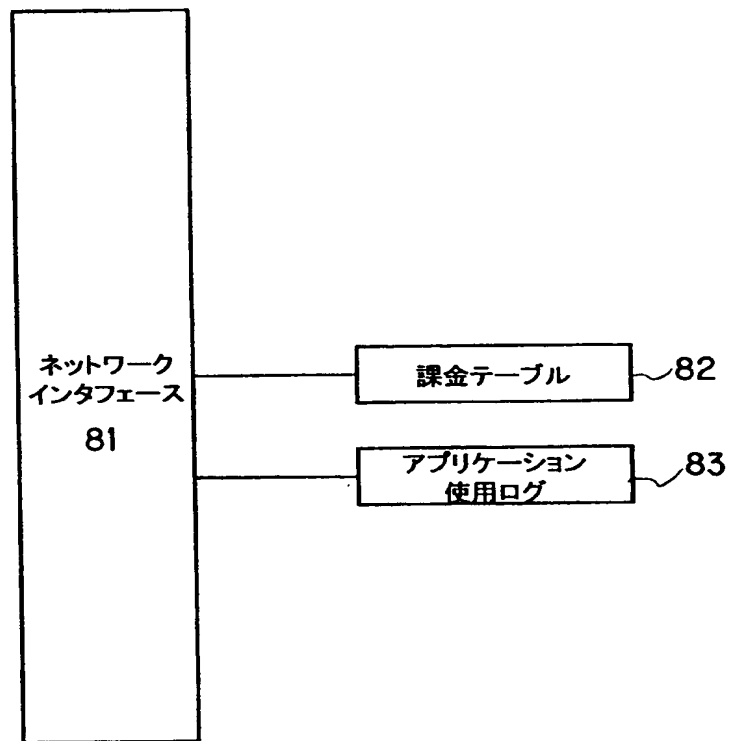 ネットワーク
インタフェース
81
課金テーブル
82
アプリケーション
使用ログ
83